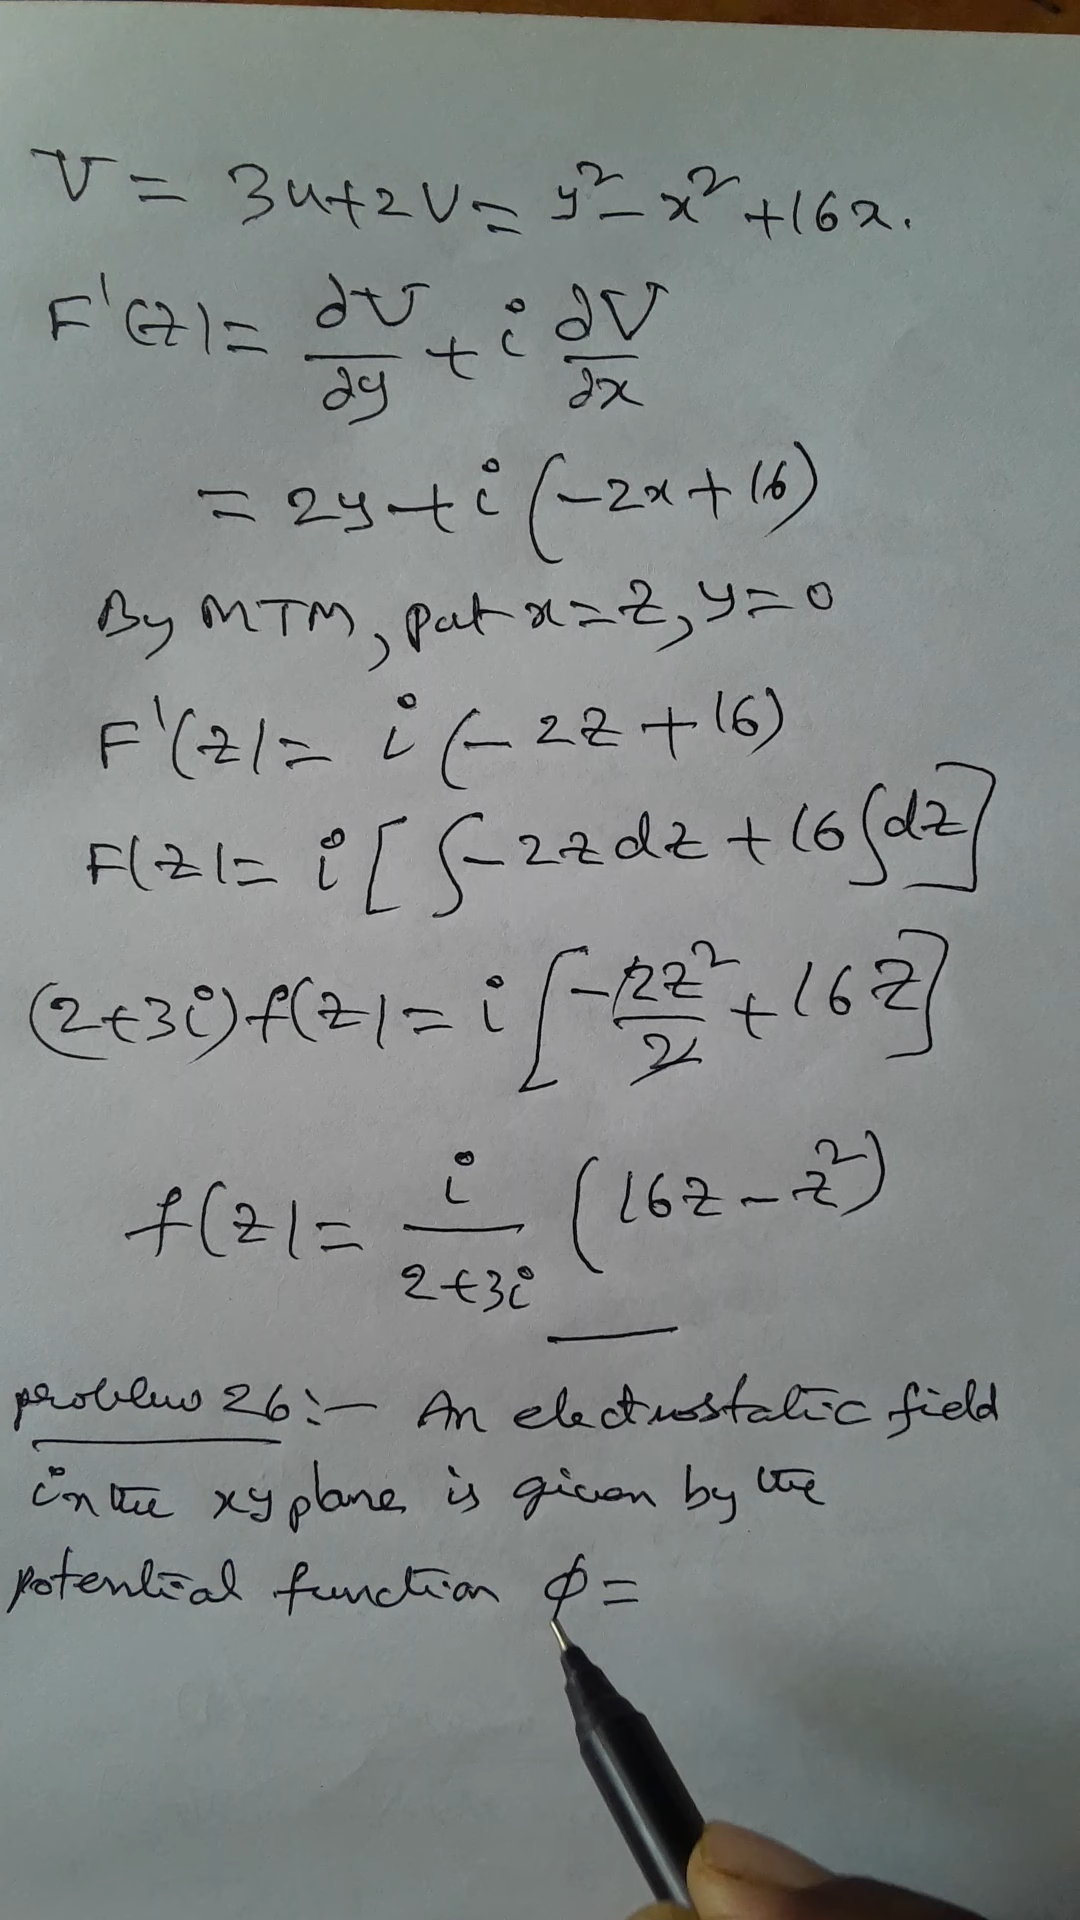 V = 3u+2v = y² - x² + 16x.
F'(z) = ∂V/∂y + i ∂V/∂x
= 2y + i (-2x + 16)
By MTM, put x = z, y = 0
F'(z) = i (-2z + 16)
F(z) = i [∫-2z dz + 16∫dz]
(2+3i) f(z) = i [-2z²/2 + 16z]
f(z) = i/(2+3i) (16z - z²)
problem 26:- An electrostatic field
in the xy plane is given by the
potential function φ =